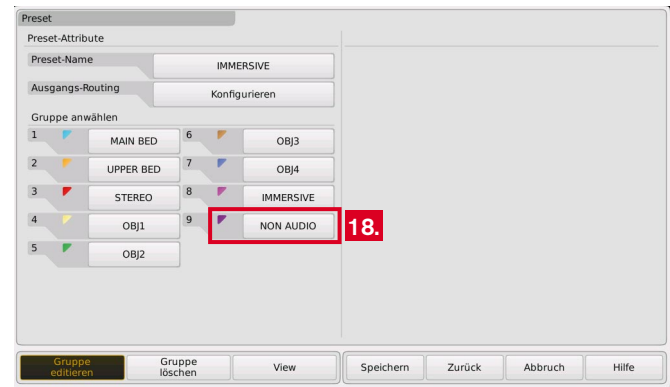 Preset
Preset-Attribute
Preset-Name
IMMERSIVE
Ausgangs-Routing
Konfigurieren
Gruppe anwählen
1 MAIN BED 6 OBJ3
2 UPPER BED 7 OBJ4
3 STEREO 8 IMMERSIVE
4 OBJ1 9 NON AUDIO 18.
5 OBJ2
Gruppe
editieren
Gruppe
löschen
View
Speichern
Zurück
Abbruch
Hilfe